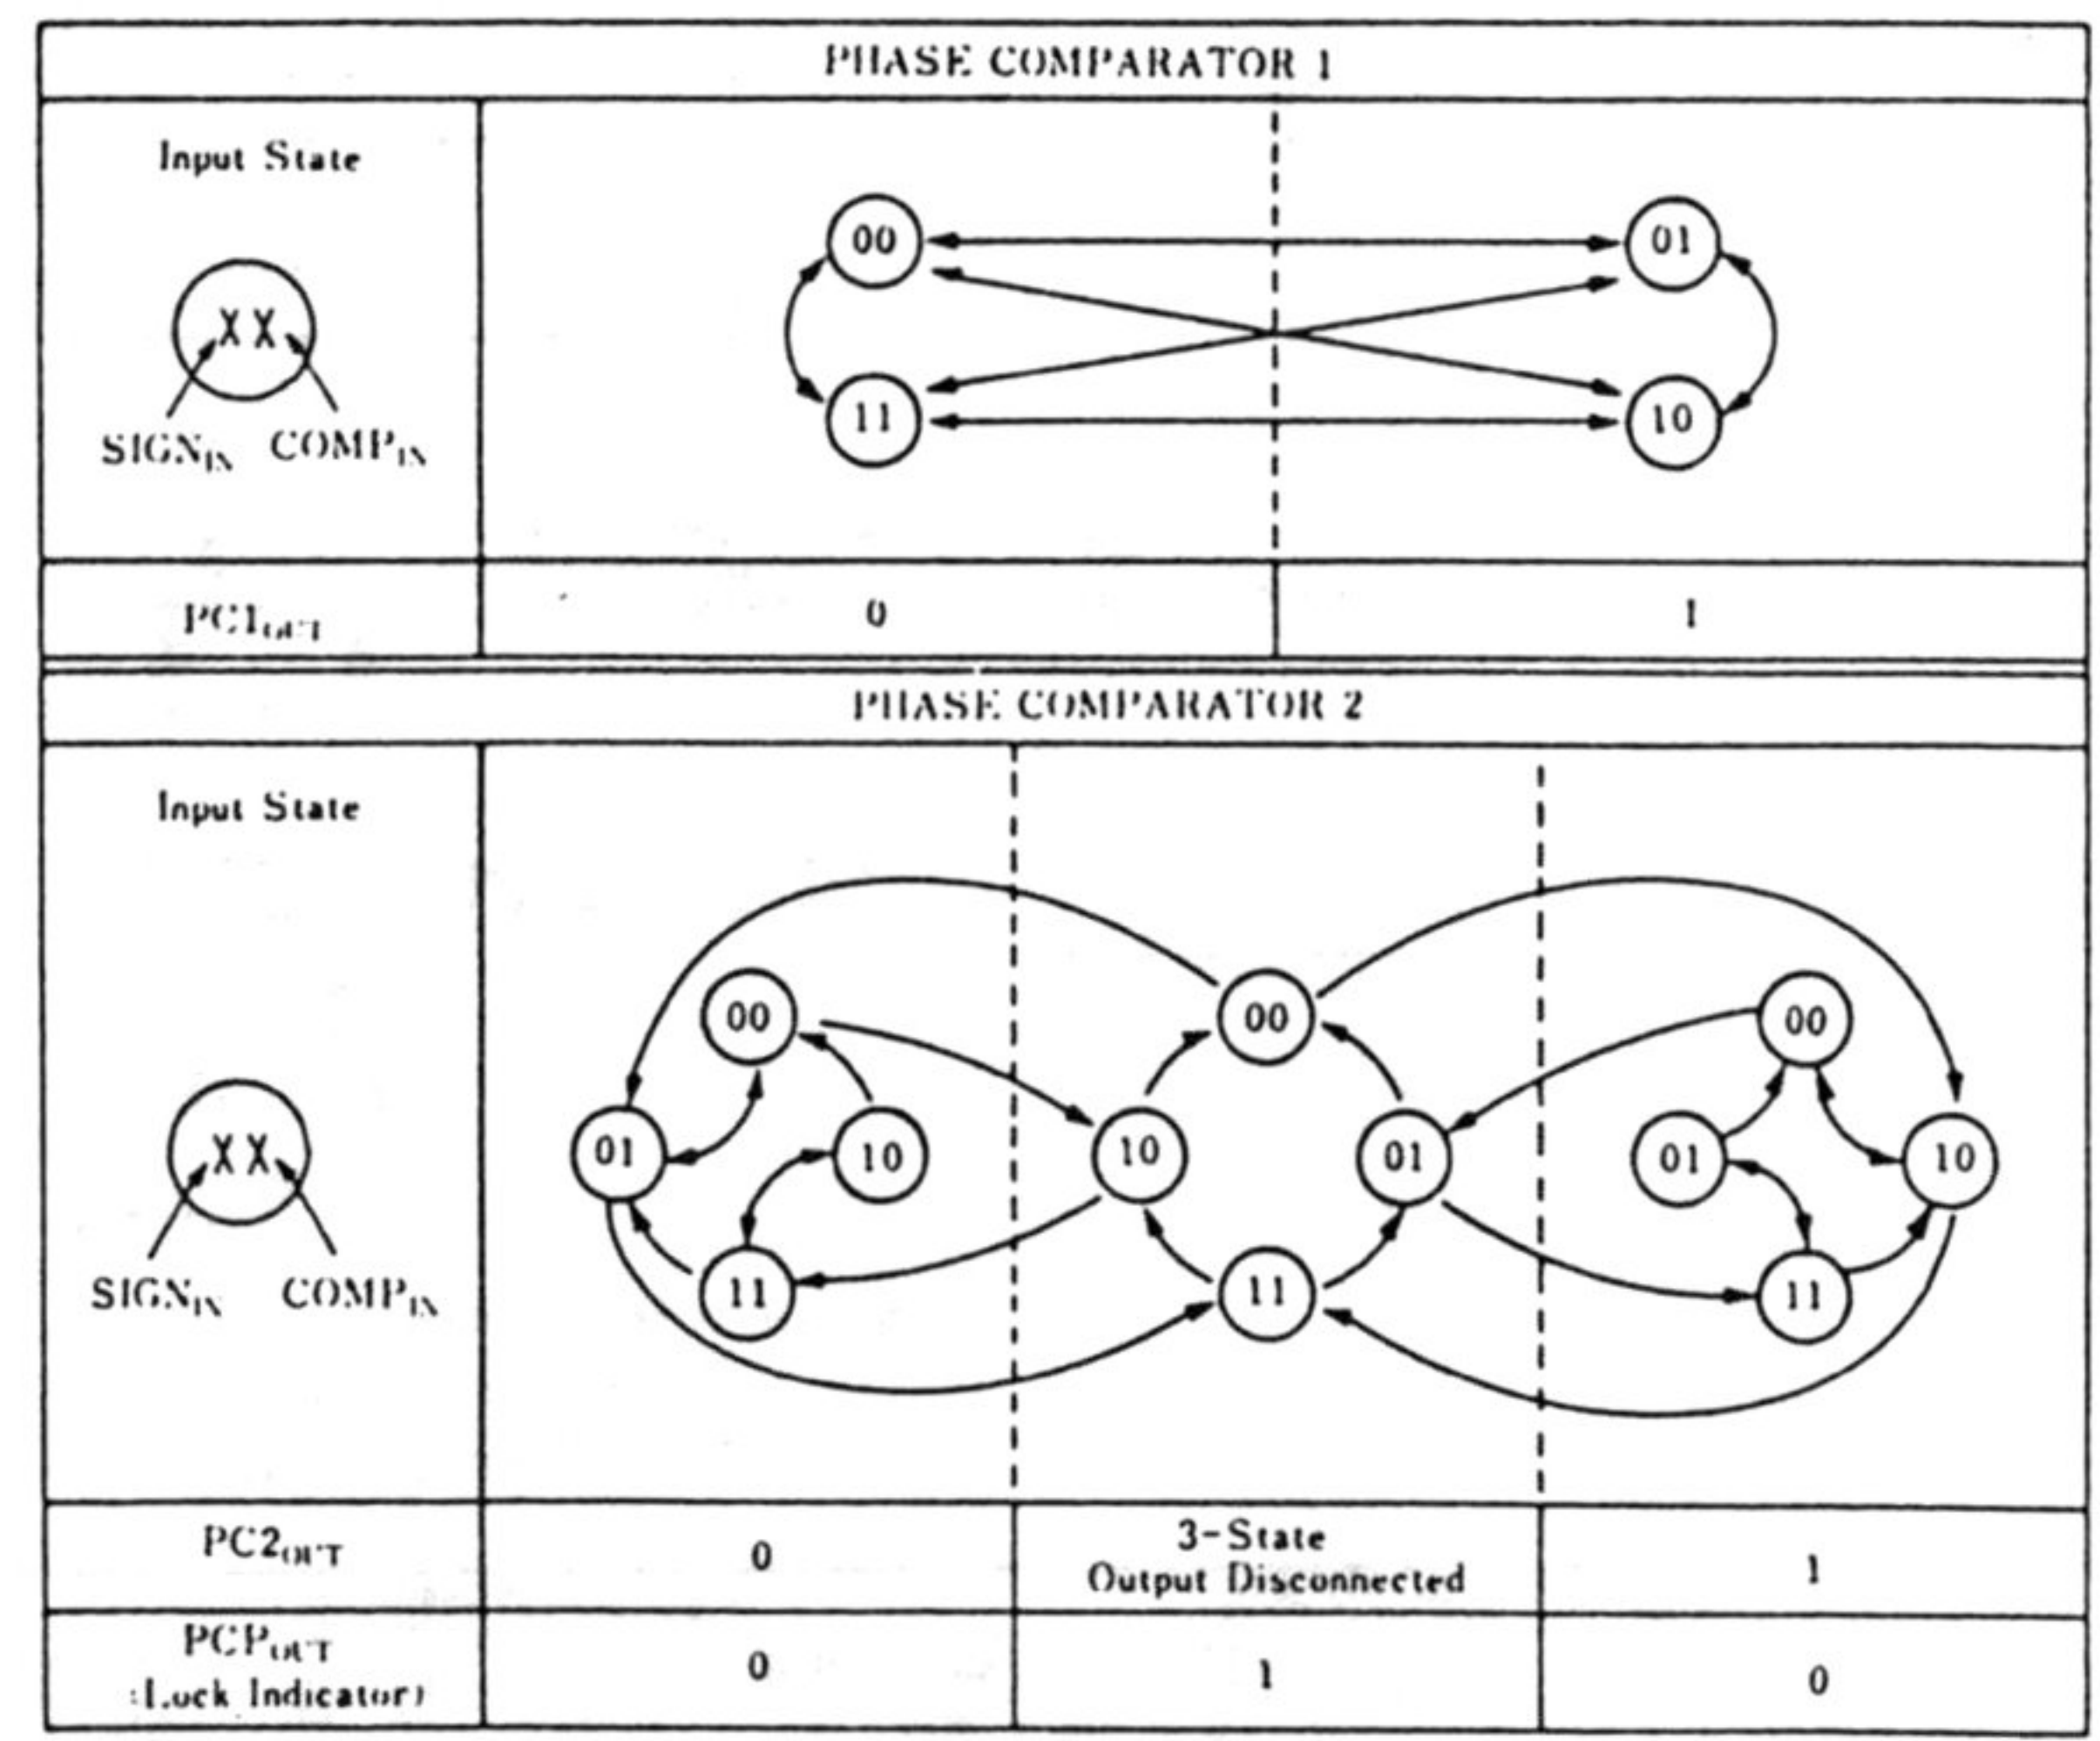 PHASE COMPARATOR 1
Input State
00
01
XX
11
10
SIGNIN COMPIN
PC1OUT
0
1
PHASE COMPARATOR 2
Input State
00
00
00
XX
01
10
10
01
01
10
11
11
11
SIGNIN COMPIN
PC2OUT
0
3-State
Output Disconnected
1
PCPOUT
(Lock Indicator)
0
1
0